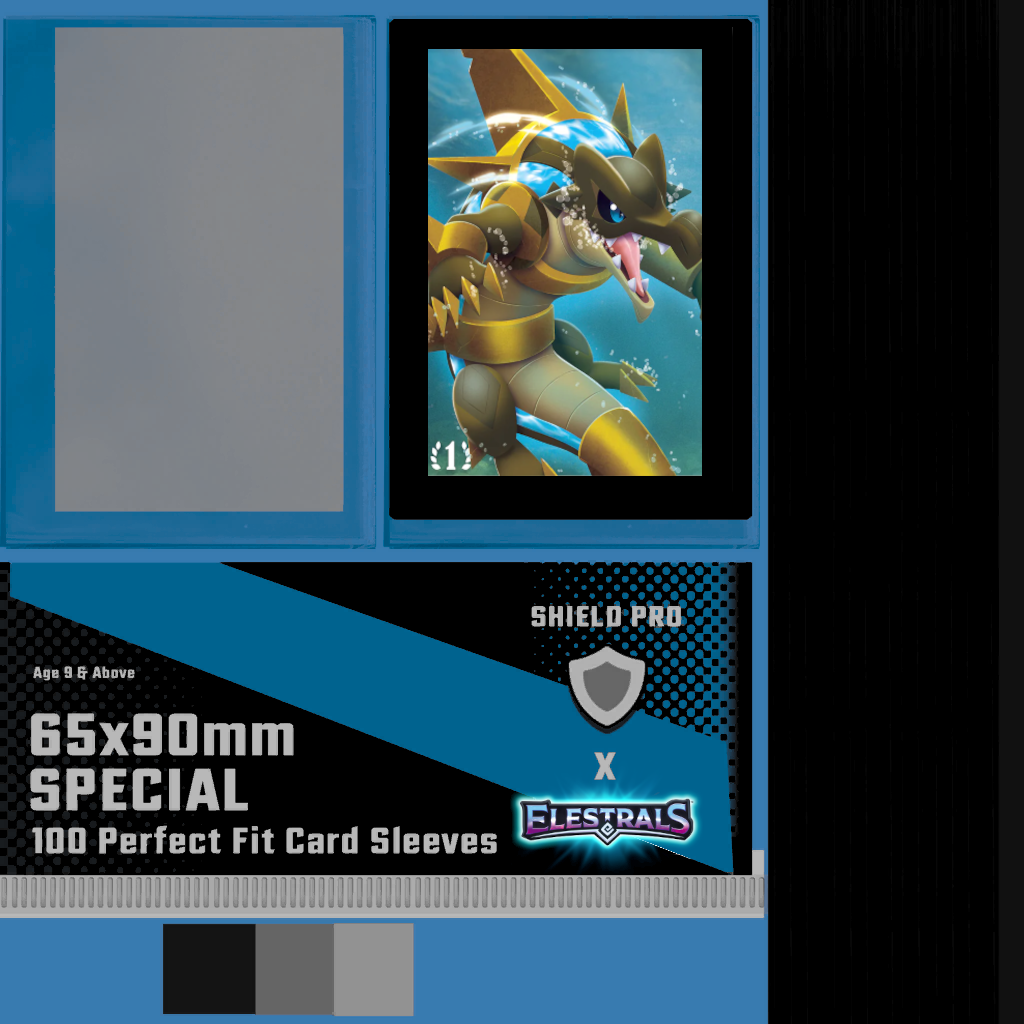 1
SHIELD PRO
Age 9 & Above
65x90mm
SPECIAL
100 Perfect Fit Card Sleeves
X
ELESTRALS